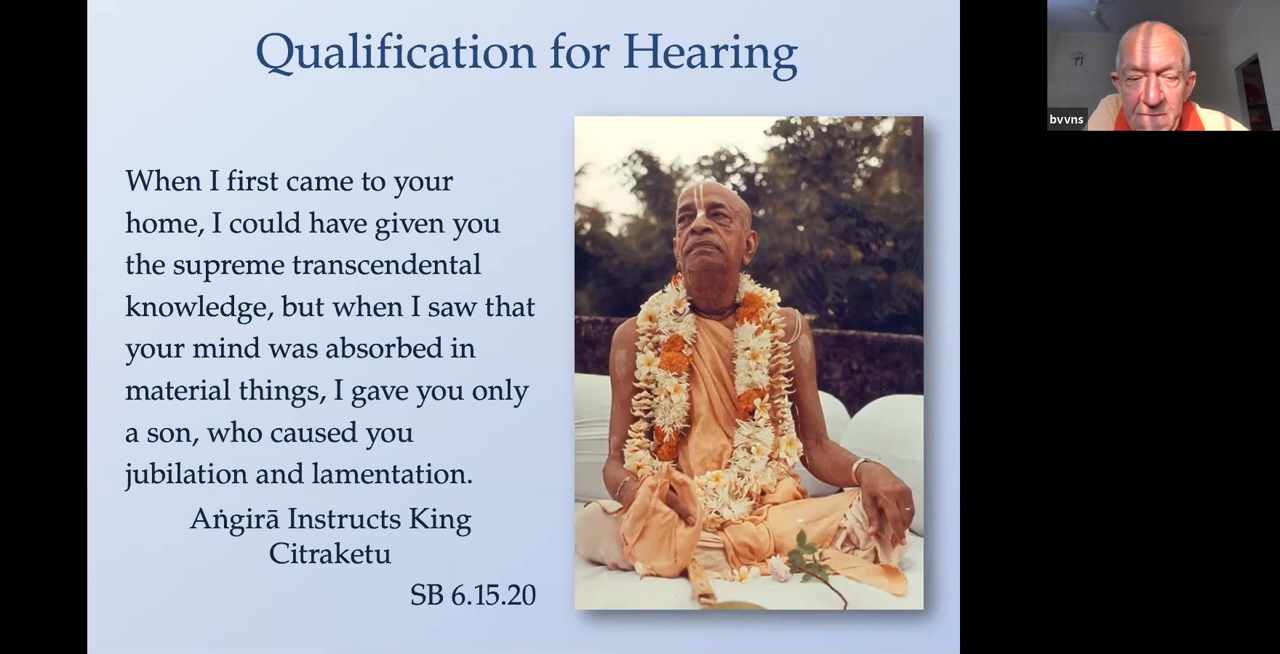 Qualification for Hearing
When I first came to your
home, I could have given you
the supreme transcendental
knowledge, but when I saw that
your mind was absorbed in
material things, I gave you only
a son, who caused you
jubilation and lamentation.
Aṅgirā Instructs King
Citraketu
SB 6.15.20
bvvns